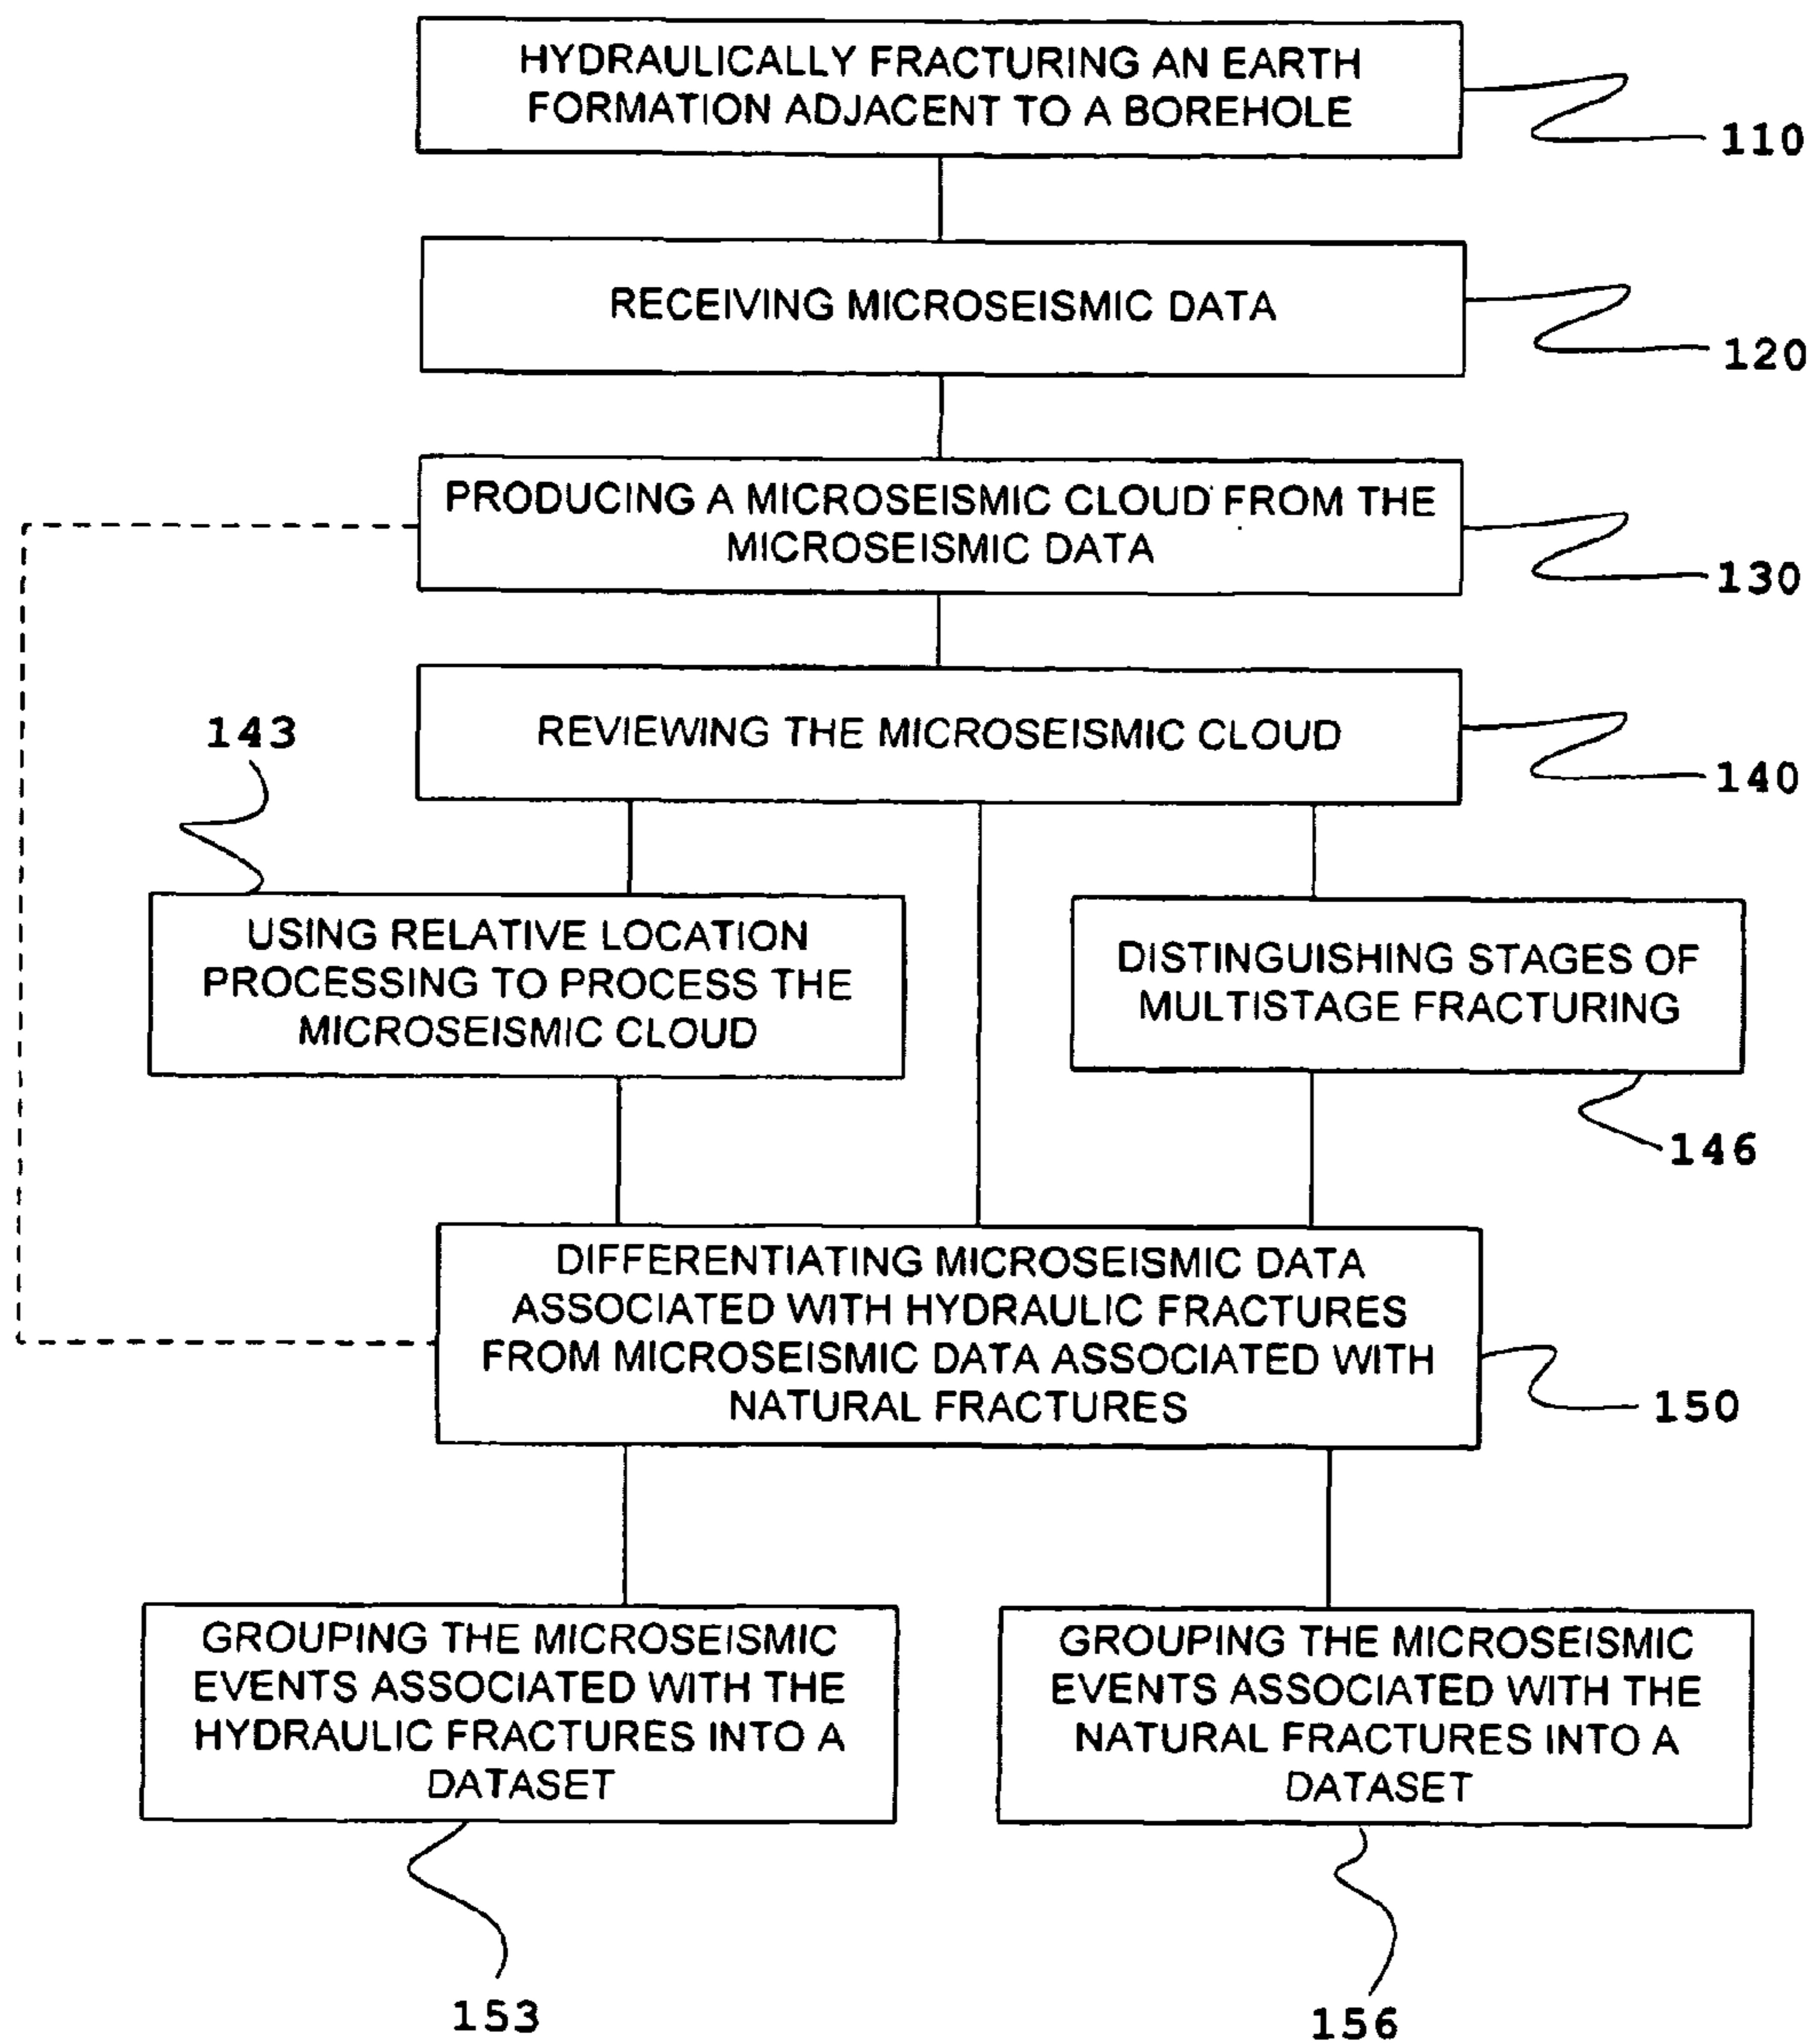 HYDRAULICALLY FRACTURING AN EARTH
FORMATION ADJACENT TO A BOREHOLE
110
RECEIVING MICROSEISMIC DATA
120
PRODUCING A MICROSEISMIC CLOUD FROM THE
MICROSEISMIC DATA
130
REVIEWING THE MICROSEISMIC CLOUD
140
143
USING RELATIVE LOCATION
PROCESSING TO PROCESS THE
MICROSEISMIC CLOUD
DISTINGUISHING STAGES OF
MULTISTAGE FRACTURING
146
DIFFERENTIATING MICROSEISMIC DATA
ASSOCIATED WITH HYDRAULIC FRACTURES
FROM MICROSEISMIC DATA ASSOCIATED WITH
NATURAL FRACTURES
150
GROUPING THE MICROSEISMIC
EVENTS ASSOCIATED WITH THE
HYDRAULIC FRACTURES INTO A
DATASET
153
GROUPING THE MICROSEISMIC
EVENTS ASSOCIATED WITH THE
NATURAL FRACTURES INTO A
DATASET
156